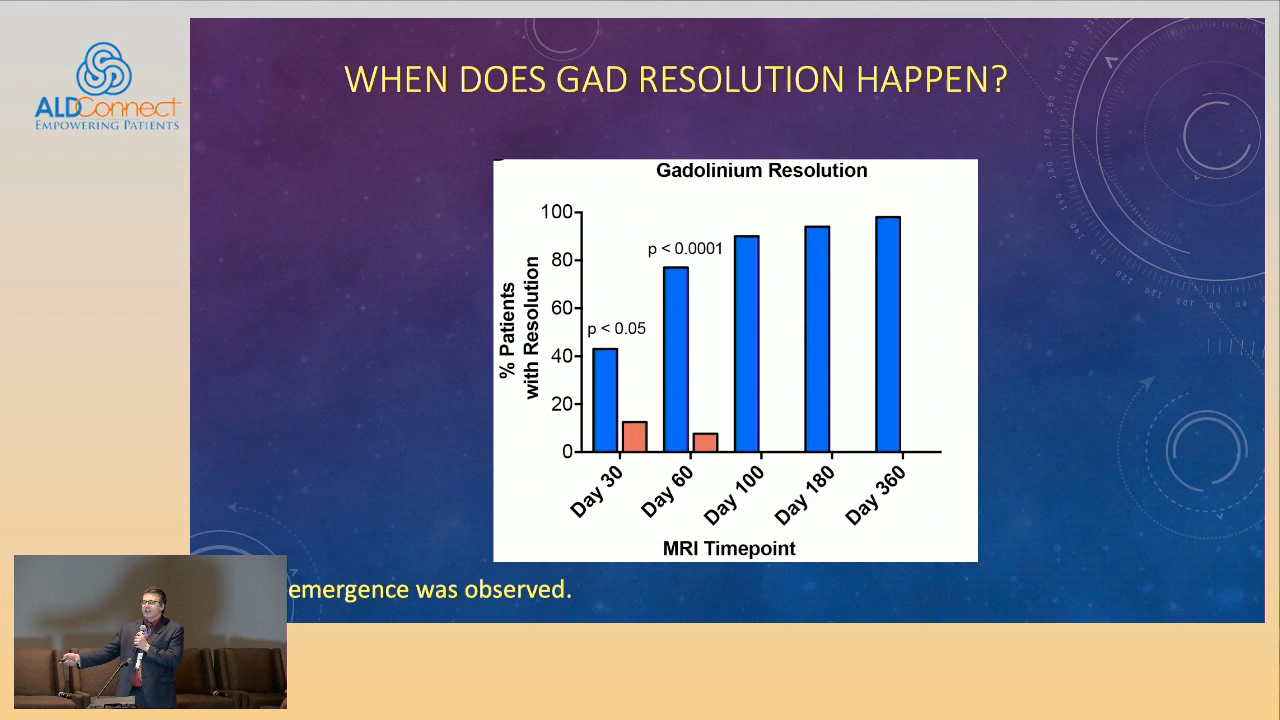 ALDConnect
EMPOWERING PATIENTS
WHEN DOES GAD RESOLUTION HAPPEN?
Gadolinium Resolution
% Patients
with Resolution
100
80
60
40
20
0
p < 0.05
p < 0.0001
Day 30
Day 60
Day 100
Day 180
Day 360
MRI Timepoint
emergence was observed.